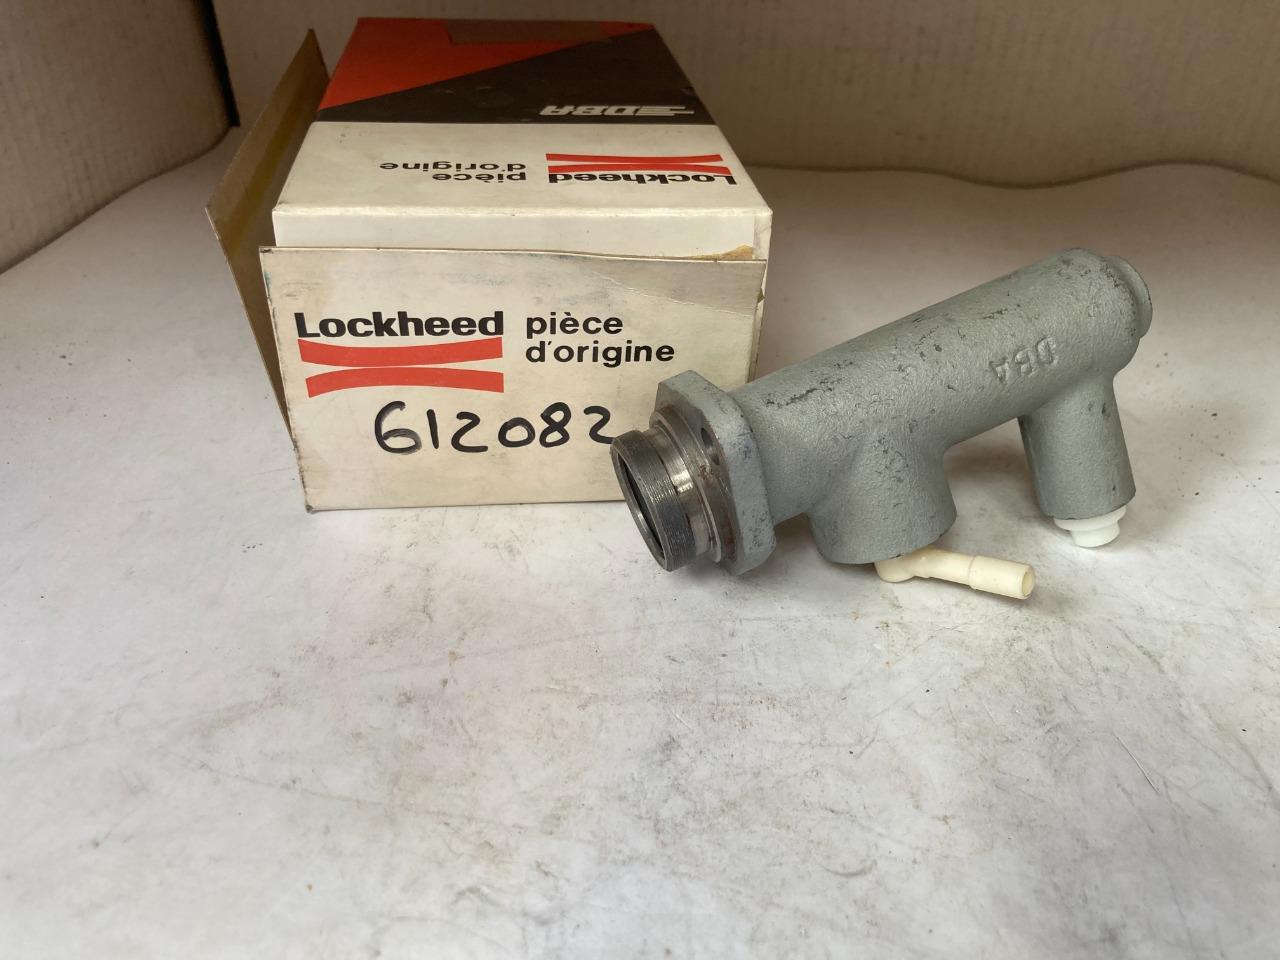 DBA
Lockheed pièce
d'origine
Lockheed pièce
d'origine
612082
DBA